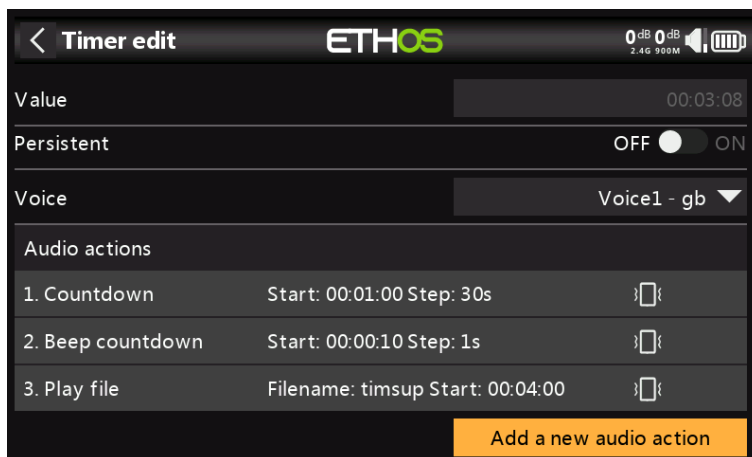 Timer edit ETHOS 0dB 0dB
2.4G 900M
Value 00:03:08
Persistent OFF ON
Voice Voice1 - gb
Audio actions
1. Countdown Start: 00:01:00 Step: 30s
2. Beep countdown Start: 00:00:10 Step: 1s
3. Play file Filename: timsup Start: 00:04:00
Add a new audio action